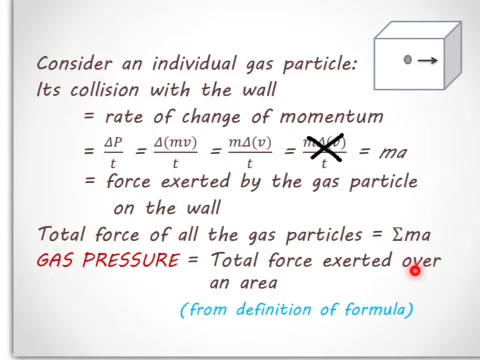 Consider an individual gas particle:
Its collision with the wall
= rate of change of momentum
= ΔP/t = Δ(mv)/t = mΔ(v)/t = mΔ(v)/t = ma
= force exerted by the gas particle
on the wall
Total force of all the gas particles = Σma
GAS PRESSURE = Total force exerted over
an area
(from definition of formula)